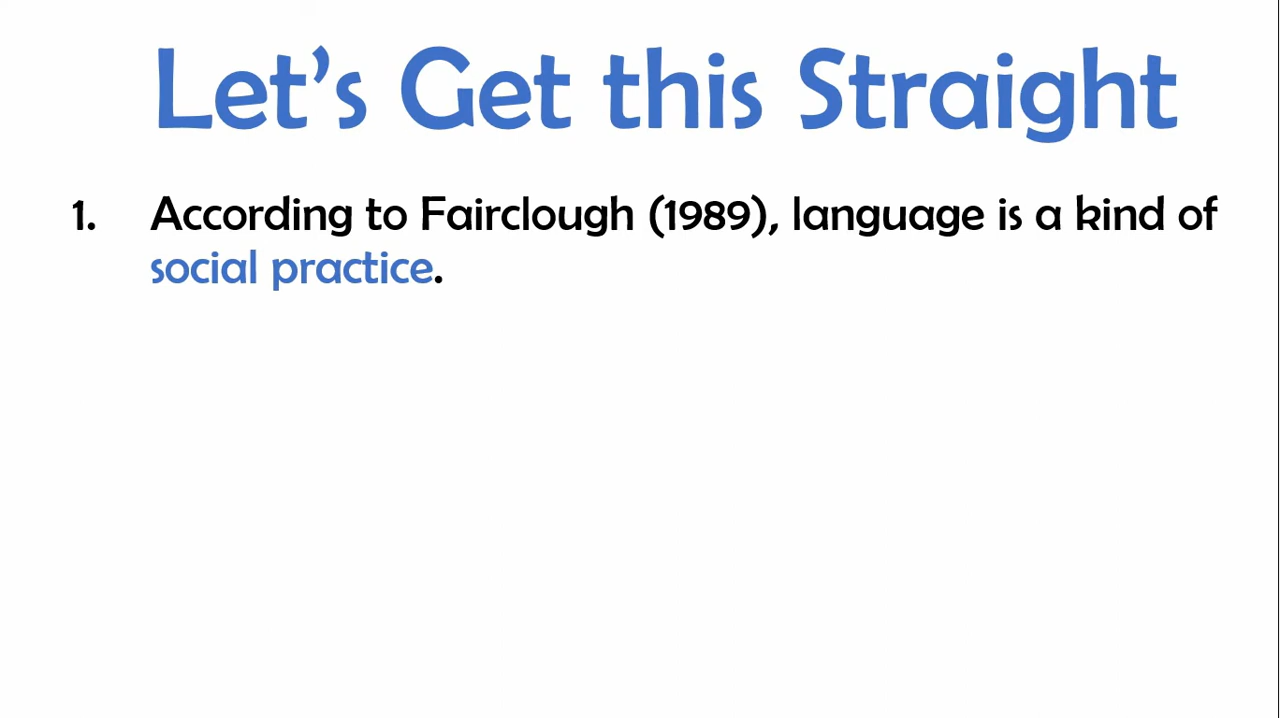 Let’s Get this Straight
1. According to Fairclough (1989), language is a kind of
social practice.